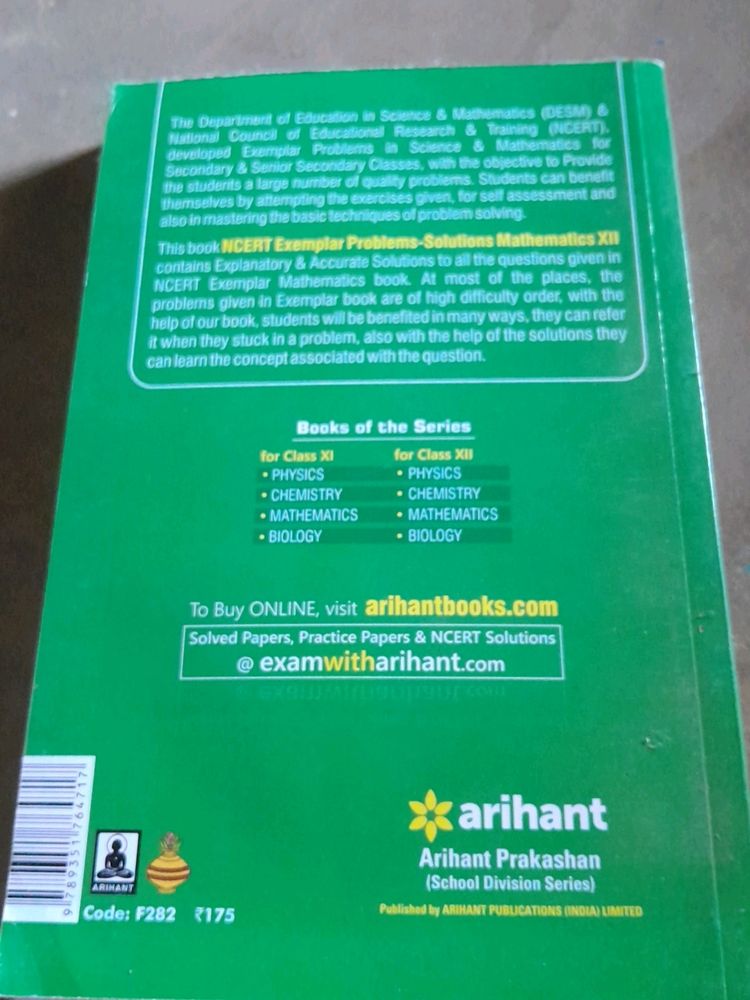 The Department of Education in Science & Mathematics (DESM) &
National Council of Educational Research & Training (NCERT),
developed Exemplar Problems in Science & Mathematics for
Secondary & Senior Secondary Classes, with the objective to Provide
the students a large number of quality problems. Students can benefit
themselves by attempting the exercises given, for self assessment and
also in mastering the basic techniques of problem solving.
This book NCERT Exemplar Problems-Solutions Mathematics XII
contains Explanatory & Accurate Solutions to all the questions given in
NCERT Exemplar Mathematics book. At most of the places, the
problems given in Exemplar book are of high difficulty order, with the
help of our book, students will be benefited in many ways, they can refer
it when they stuck in a problem, also with the help of the solutions they
can learn the concept associated with the question.
Books of the Series
for Class XI for Class XII
• PHYSICS • PHYSICS
• CHEMISTRY • CHEMISTRY
• MATHEMATICS • MATHEMATICS
• BIOLOGY • BIOLOGY
To Buy ONLINE, visit arihantbooks.com
Solved Papers, Practice Papers & NCERT Solutions
@ examwitharihant.com
arihant
Arihant Prakashan
(School Division Series)
Published by ARIHANT PUBLICATIONS (INDIA) LIMITED
9789351764717
ARIHANT
Code: F282 ₹175